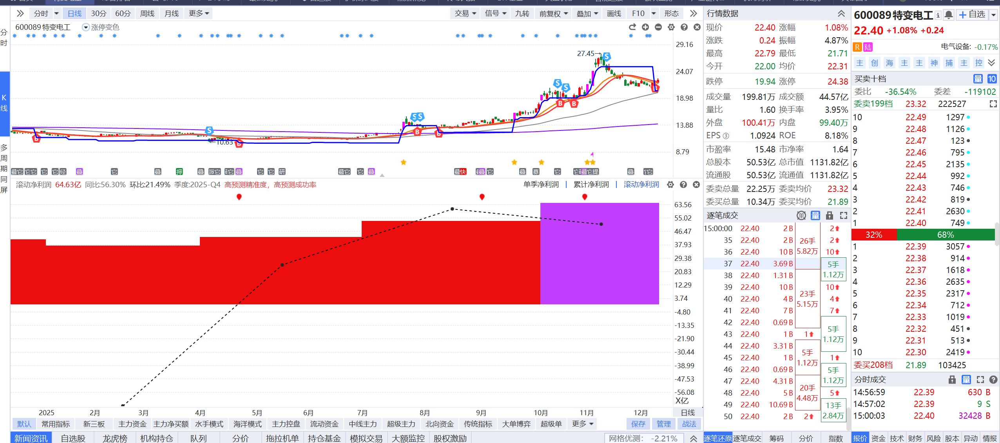 分时 日线 30分 60分 周线 月线 更多 交易 信号 九转 前复权 叠加 画线 F10 形态
600089 特变电工 涨停变色
分时
K线
多周期同屏
27.45→
←10.63
29.16
24.07
18.98
13.88
8.79
滚动净利润 64.63亿 同比:56.30% 环比:21.49% 季度:2025-Q4 高预测精准度，高预测成功率 单季净利润 累计净利润 滚动净利润
63.56
55.02
46.47
37.93
29.38
20.83
12.29
3.74
-4.80
-13.35
-21.90
-30.44
-38.99
-47.53
-56.08
X亿
2025 2月 3月 4月 5月 6月 7月 8月 9月 10月 11月 12月 日线
默认 常用指标 新三板 主力资金 主力净买额 水手模式 海洋模式 主力控盘 流动资金 中线主力 超级主力 北向资金 传统指标 大单博弈 超级单 更多 保存 管理 战法
新闻资讯 自选股 龙虎榜 机构持仓 队列 分价 拖拉机单 持仓基金 模拟交易 大额监控 股权激励 网格优测: -2.21%
行情数据
现价 22.40 涨幅 1.08%
涨跌 0.24 振幅 4.87%
最高 22.79 最低 21.71
今开 22.00 均价 22.31
跌停 19.94 涨停 24.38
成交量 199.81万 成交额 44.57亿
量比 1.60 换手率 3.95%
外盘 100.41万 内盘 99.40万
EPS ③ 1.0924 ROE 8.18%
市盈率 15.48 市净率 1.64
总股本 50.53亿 总市值 1131.82亿
流通股 50.53亿 流通值 1131.82亿
委卖总量 22.25万 委卖均价 23.32
委买总量 10.34万 委买均价 21.89
逐笔成交 单 量
15:00:00 22.40 2 B
35 22.40 2 B
36 22.40 10 B
37 22.40 3.69 B
38 22.40 1.31 B
39 22.40 10 B
40 22.40 4 B
41 22.40 7 B
42 22.40 0.69 B
43 22.40 1 B
44 22.40 3.31 B
45 22.40 1 B
46 22.40 0.69 B
47 22.40 4.31 B
48 22.40 5 B
49 22.40 10.69 B
50 22.40 2 B
26手
5.82万
23手
5.15万
1
5手
1.12万
20手
4.48万
2
2
2
10
5手
1.12万
10
4
7
5手
1.12万
1
5手
1.12万
5
13手
2.84万
逐笔还原 逐笔成交 筹码 分价 指数
600089 特变电工 自选
22.40 +1.08% +0.24
R 陆 电气设备: -0.17%
主 创 海 主 主 神 捕 主 控
买卖十档 量 10
委比 -36.54% 委差 -119102
委卖199档 23.32 222527
10 22.49 1297
9 22.48 1126
8 22.47 123
7 22.46 795
6 22.45 2135
5 22.44 992
4 22.43 746
3 22.42 819
2 22.41 2630
1 22.40 749
32% 68%
1 22.39 3057
2 22.38 914
3 22.37 1618
4 22.36 2635
5 22.35 2317
6 22.34 712
7 22.33 1019
8 22.32 451
9 22.31 513
10 22.30 2419
委买208档 21.89 103425
分时成交 量
14:56:59 22.39 630 B
14:57:02 22.39 9 S
15:00:03 22.40 32428 B
报价 资金 技术 财务 风险 股本 异动 情报